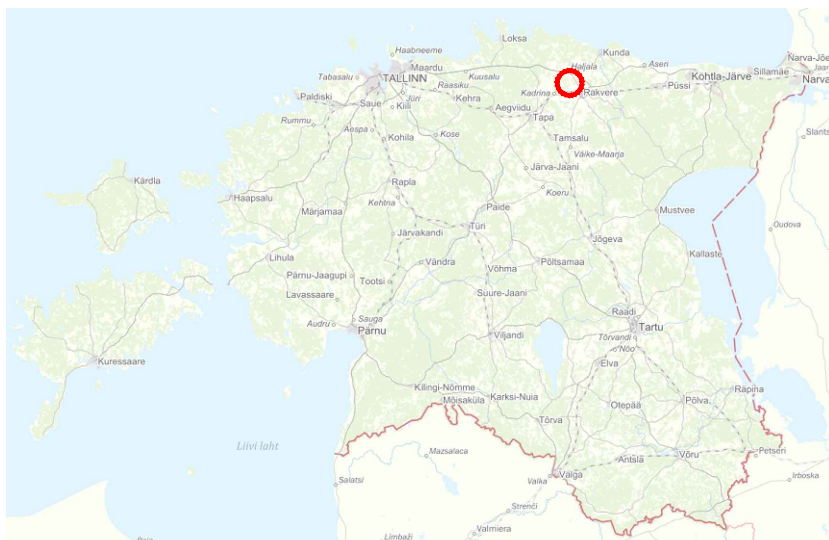 Loksa
Kunda
Haabneeme
Haljala
Aseri
Narva-Jõe
Maardu
Sillamäe
Tabasalu
TALLINN
Kuusalu
Kohtla-Järve
Narva
Raasiku
Kadrina
Rakvere
Püssi
Paldiski
Saue
Jüri
Kehra
Kiili
Aegviidu
Rummu
Tapa
Aespa
Kohila
Kose
Tamsalu
Slants
Väike-Maarja
Järva-Jaani
Kärdla
Rapla
Koeru
Haapsalu
Kehtna
Märjamaa
Paide
Mustvee
Türi
Oudova
Järvakandi
Jõgeva
Lihula
Kallaste
Vändra
Põltsamaa
Pärnu-Jaagupi
Tootsi
Võhma
Lavassaare
Suure-Jaani
Raadi
Audru
Sauga
Pärnu
Tartu
Viljandi
Tõrvandi
Nõo
Kuressaare
Elva
Kilingi-Nõmme
Räpina
Mõisaküla
Karksi-Nuia
Põlva
Otepää
Tõrva
Liivi laht
Mazsalaca
Võru
Petseri
Antsla
Valga
Irboska
Salatsi
Valka
Strenči
Valmiera
Limbaži